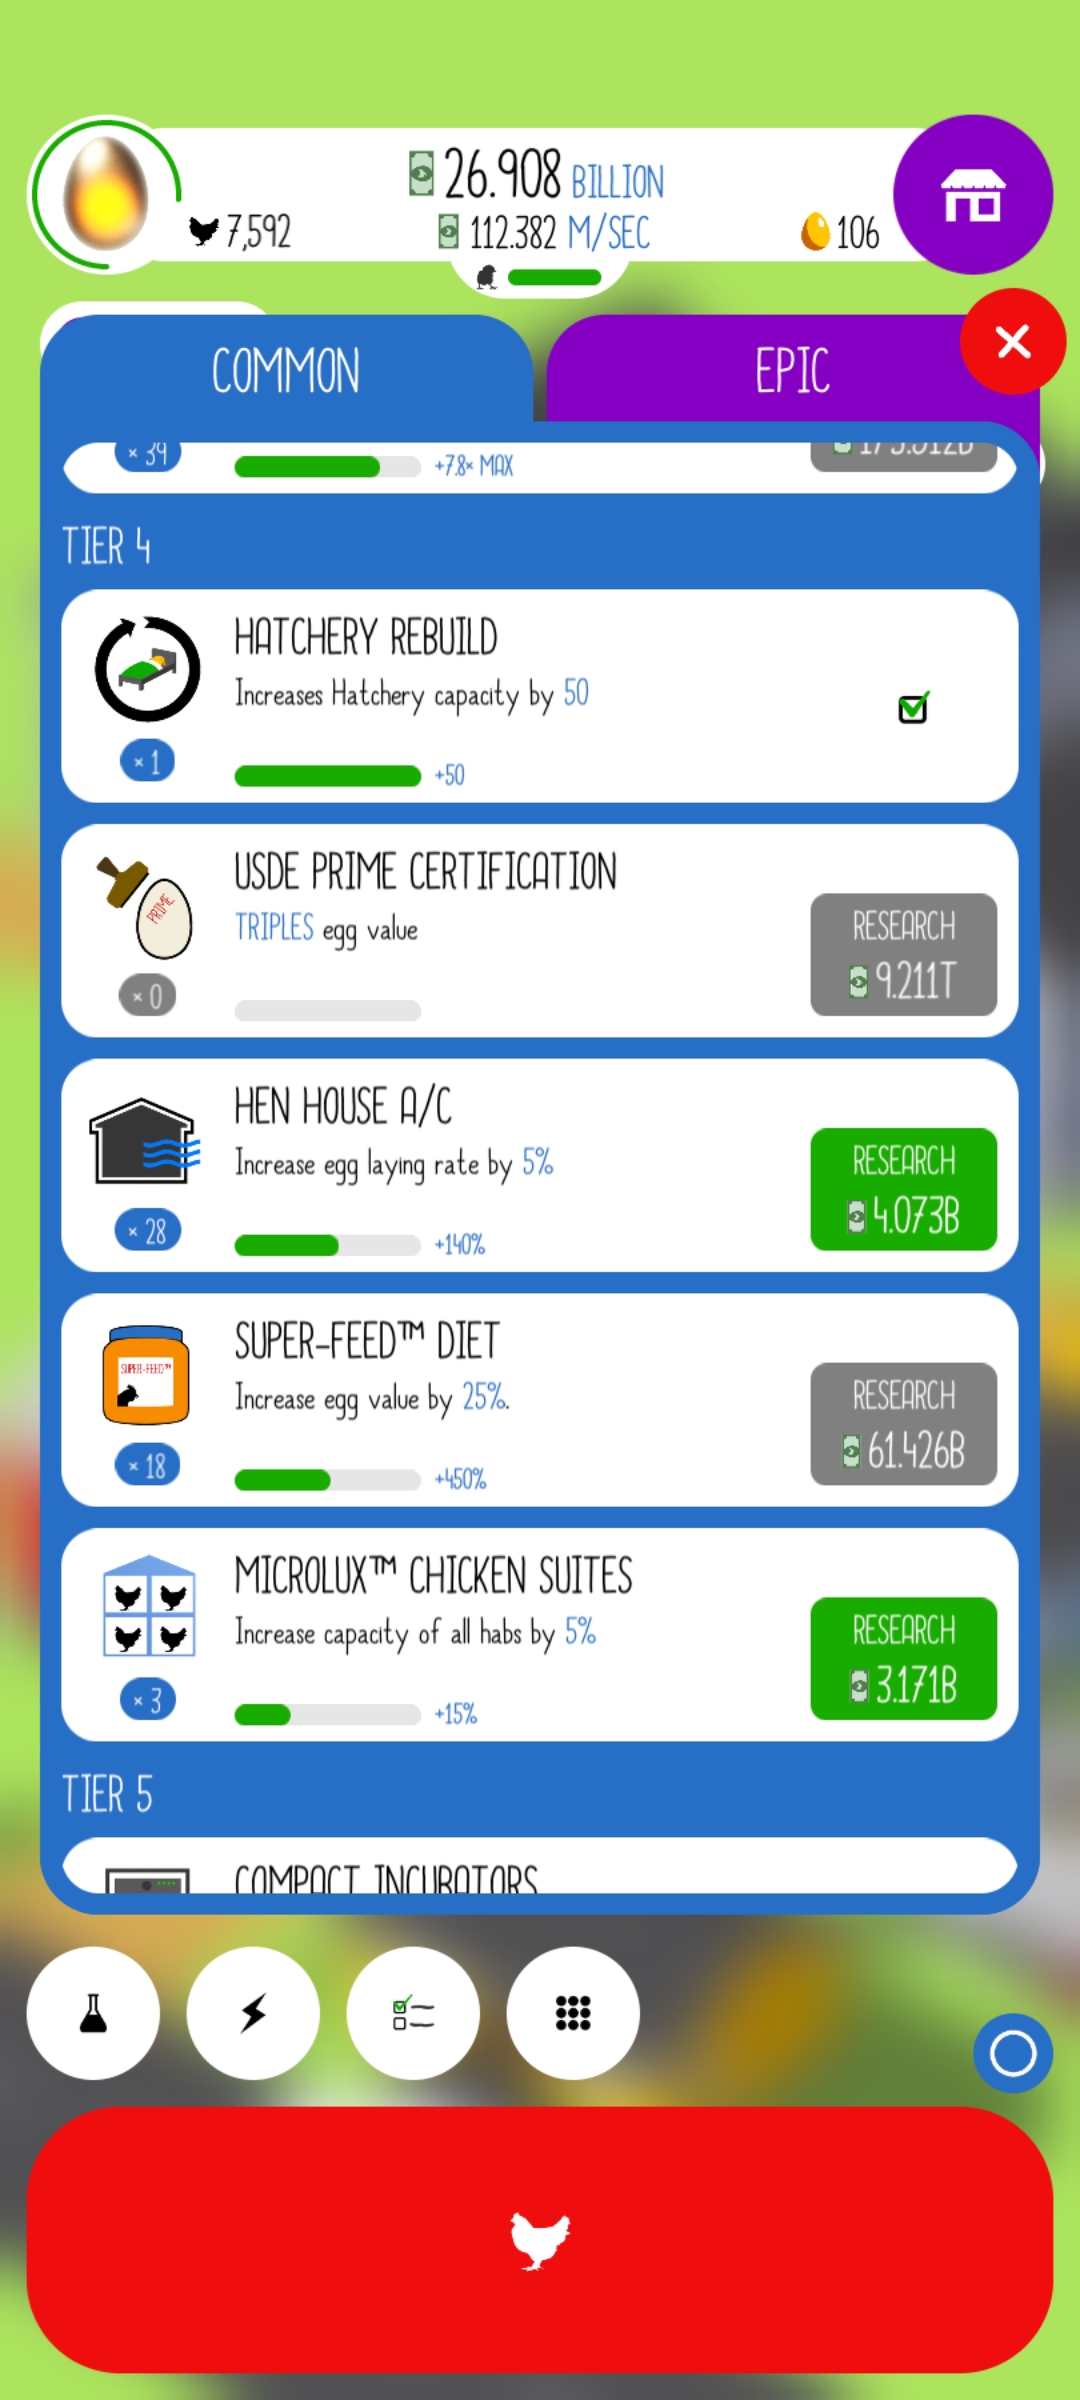 26.908 BILLION
7,592
112.382 M/SEC
106
COMMON
EPIC
× 39
+7.8× MAX
TIER 4
HATCHERY REBUILD
Increases Hatchery capacity by 50
× 1
+50
USDE PRIME CERTIFICATION
TRIPLES egg value
PRIME
× 0
RESEARCH
9.211T
HEN HOUSE A/C
Increase egg laying rate by 5%
× 28
+140%
RESEARCH
4.073B
SUPER-FEED™ DIET
Increase egg value by 25%.
SUPER-FEED™
× 18
+450%
RESEARCH
61.426B
MICROLUX™ CHICKEN SUITES
Increase capacity of all habs by 5%
× 3
+15%
RESEARCH
3.171B
TIER 5
COMPACT INCUBATORS